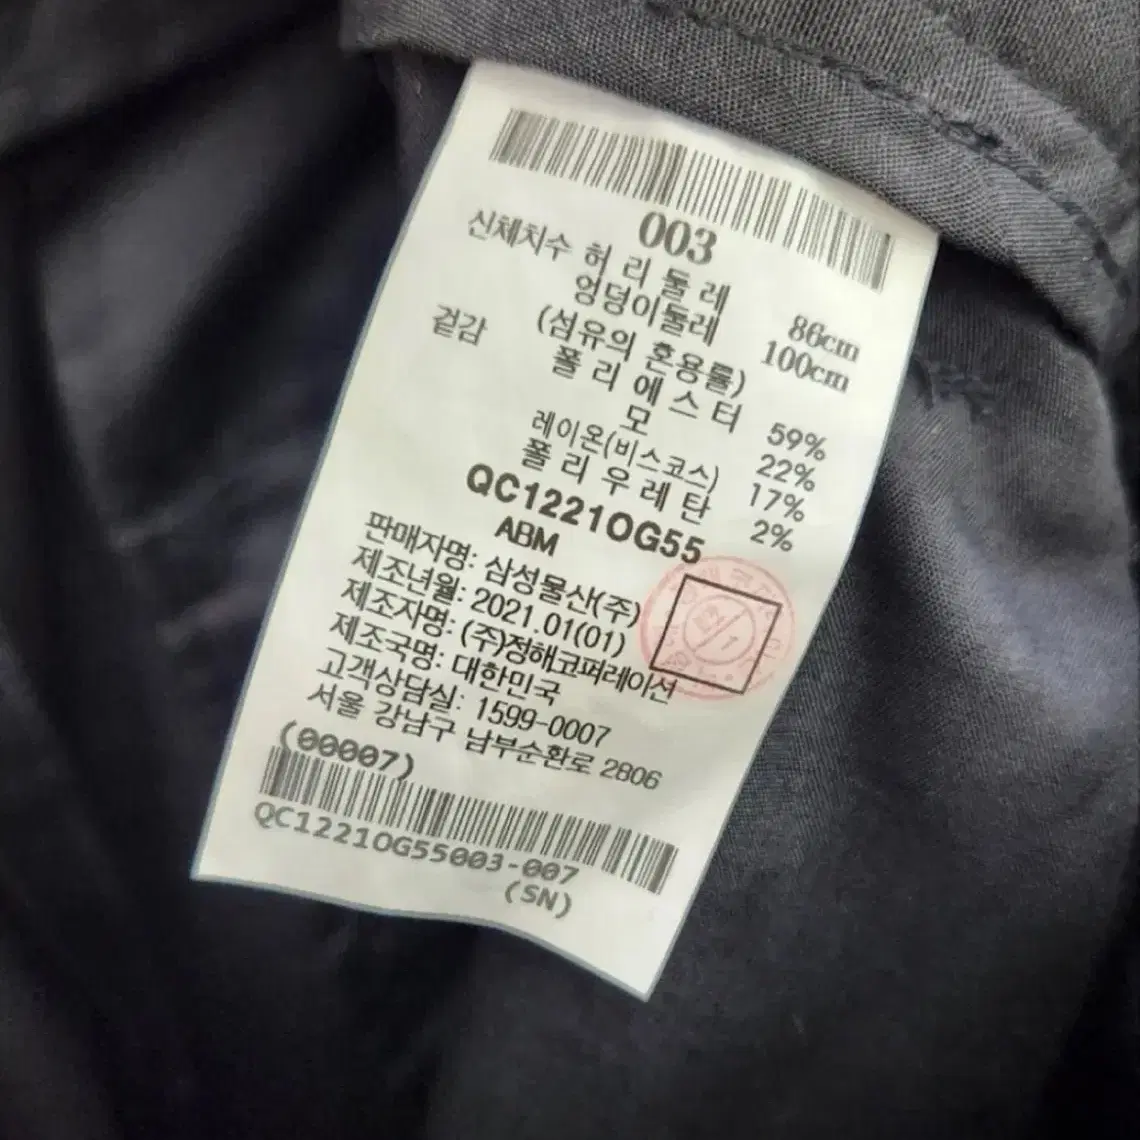 003
신체치수 허리둘레 86cm
엉덩이둘레 100cm
(섬유의 혼용률)
겉감 폴리에스터 59%
모 22%
레이온(비스코스) 17%
폴리우레탄 2%
QC1221OG55
ABM
판매자명: 삼성물산(주)
제조년월: 2021.01(01)
제조자명: (주)정해코퍼레이션
제조국명: 대한민국
고객상담실: 1599-0007
서울 강남구 남부순환로 2806
(00007)
QC1221OG55003-007
(SN)